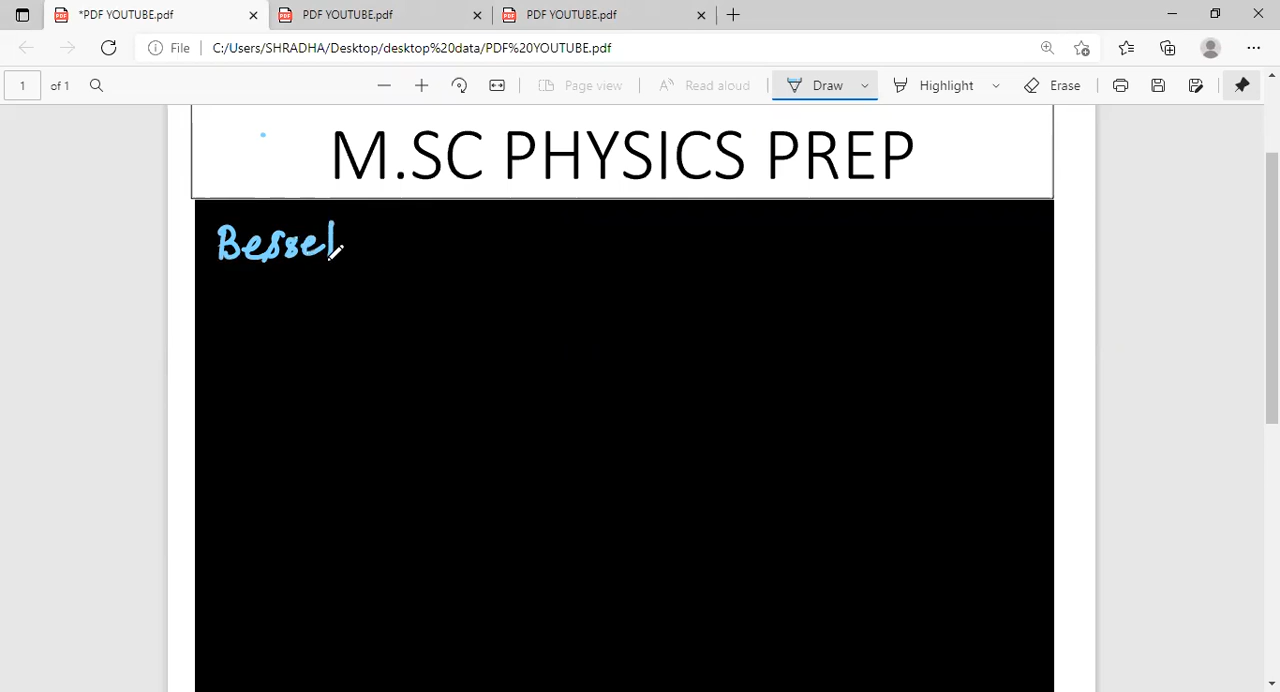 *PDF YOUTUBE.pdf
PDF YOUTUBE.pdf
PDF YOUTUBE.pdf
File
C:/Users/SHRADHA/Desktop/desktop%20data/PDF%20YOUTUBE.pdf
1 of 1
Page view
Read aloud
Draw
Highlight
Erase
M.SC PHYSICS PREP
Bessel